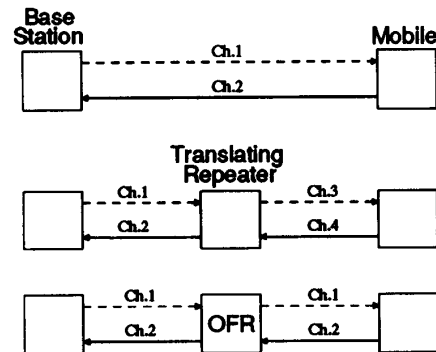 Base
Station
Mobile
Ch.1
Ch.2
Translating
Repeater
Ch.1
Ch.3
Ch.2
Ch.4
Ch.1
Ch.1
Ch.2
OFR
Ch.2